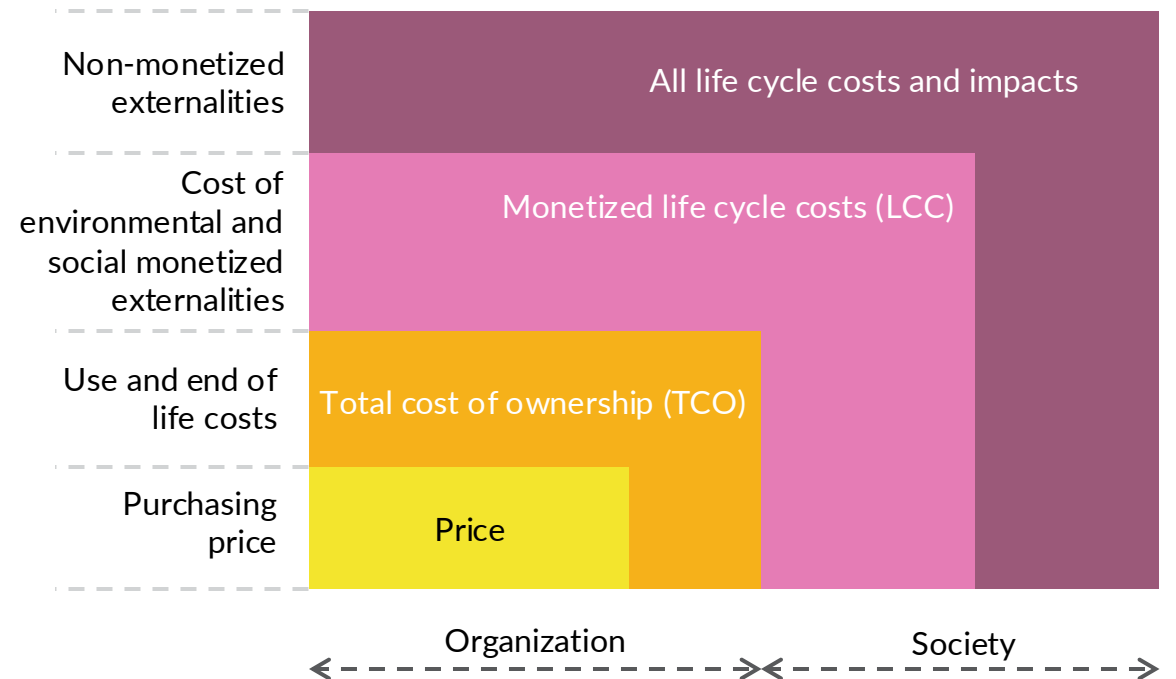 Non-monetized
externalities
All life cycle costs and impacts
Cost of
environmental and
social monetized
externalities
Monetized life cycle costs (LCC)
Use and end of
life costs
Total cost of ownership (TCO)
Purchasing
price
Price
Organization
Society